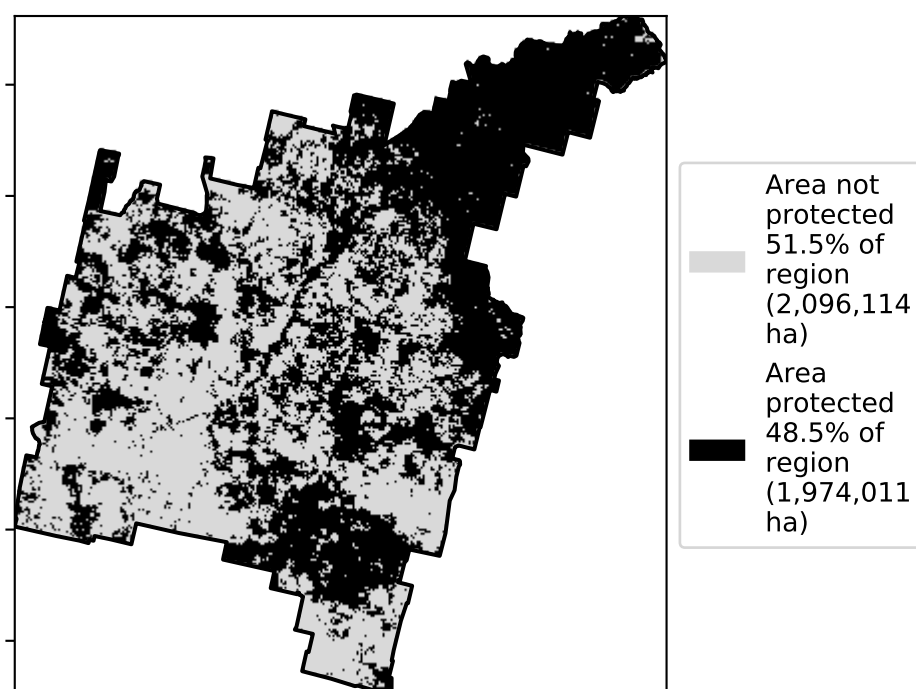 Area not
protected
51.5% of
region
(2,096,114
ha)
Area
protected
48.5% of
region
(1,974,011
ha)